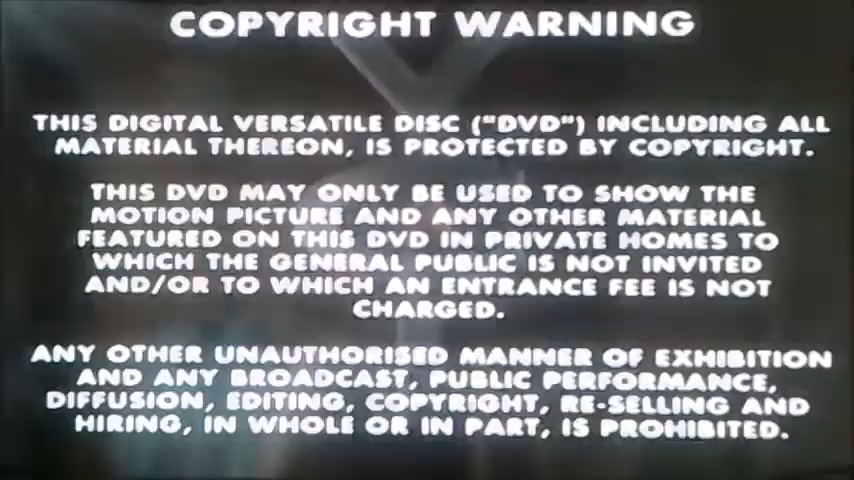 COPYRIGHT WARNING
THIS DIGITAL VERSATILE DISC ("DVD") INCLUDING ALL
MATERIAL THEREON, IS PROTECTED BY COPYRIGHT.
THIS DVD MAY ONLY BE USED TO SHOW THE
MOTION PICTURE AND ANY OTHER MATERIAL
FEATURED ON THIS DVD IN PRIVATE HOMES TO
WHICH THE GENERAL PUBLIC IS NOT INVITED
AND/OR TO WHICH AN ENTRANCE FEE IS NOT
CHARGED.
ANY OTHER UNAUTHORISED MANNER OF EXHIBITION
AND ANY BROADCAST, PUBLIC PERFORMANCE,
DIFFUSION, EDITING, COPYRIGHT, RE-SELLING AND
HIRING, IN WHOLE OR IN PART, IS PROHIBITED.